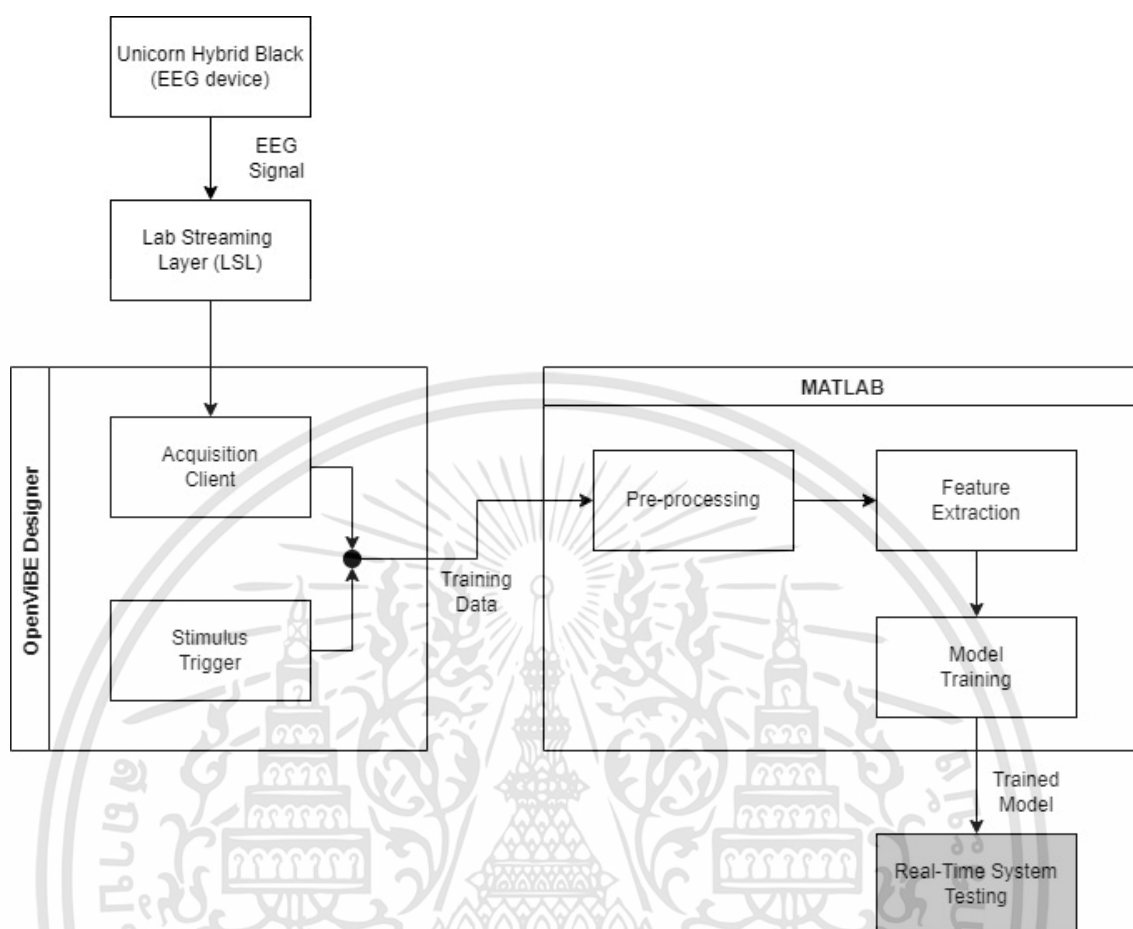 Unicorn Hybrid Black
(EEG device)
EEG
Signal
Lab Streaming
Layer (LSL)
OpenViBE Designer
Acquisition
Client
Stimulus
Trigger
Training
Data
MATLAB
Pre-processing
Feature
Extraction
Model
Training
Trained
Model
Real-Time System
Testing